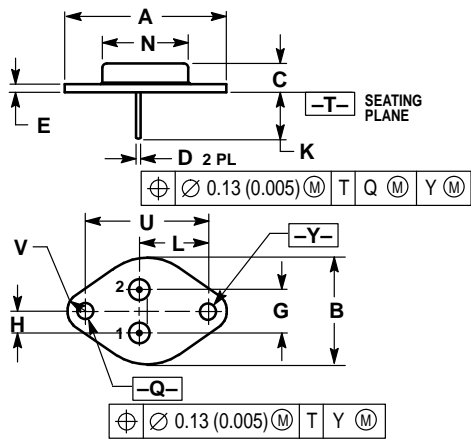 A
N
C
E
–T– SEATING PLANE
K
D 2 PL
⌖ ∅ 0.13 (0.005) Ⓜ T Q Ⓜ Y Ⓜ
U
V
L
–Y–
2
H
G
B
1
–Q–
⌖ ∅ 0.13 (0.005) Ⓜ T Y Ⓜ